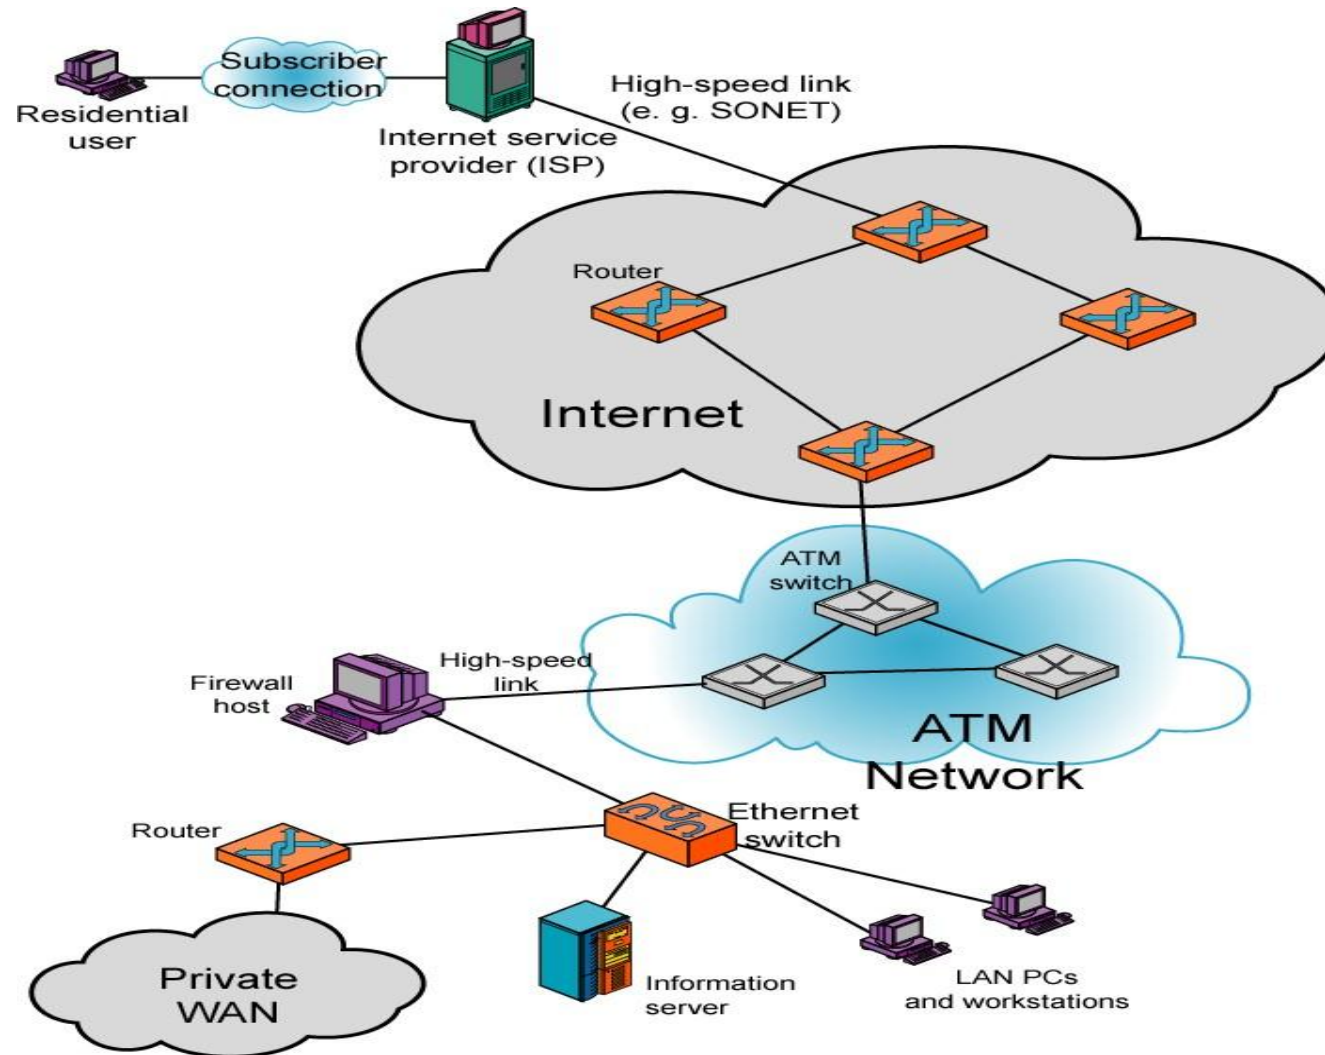 Subscriber
connection
Residential
user
Internet service
provider (ISP)
High-speed link
(e. g. SONET)
Router
Internet
ATM
switch
High-speed
link
Firewall
host
ATM
Network
Ethernet
switch
Router
Private
WAN
Information
server
LAN PCs
and workstations